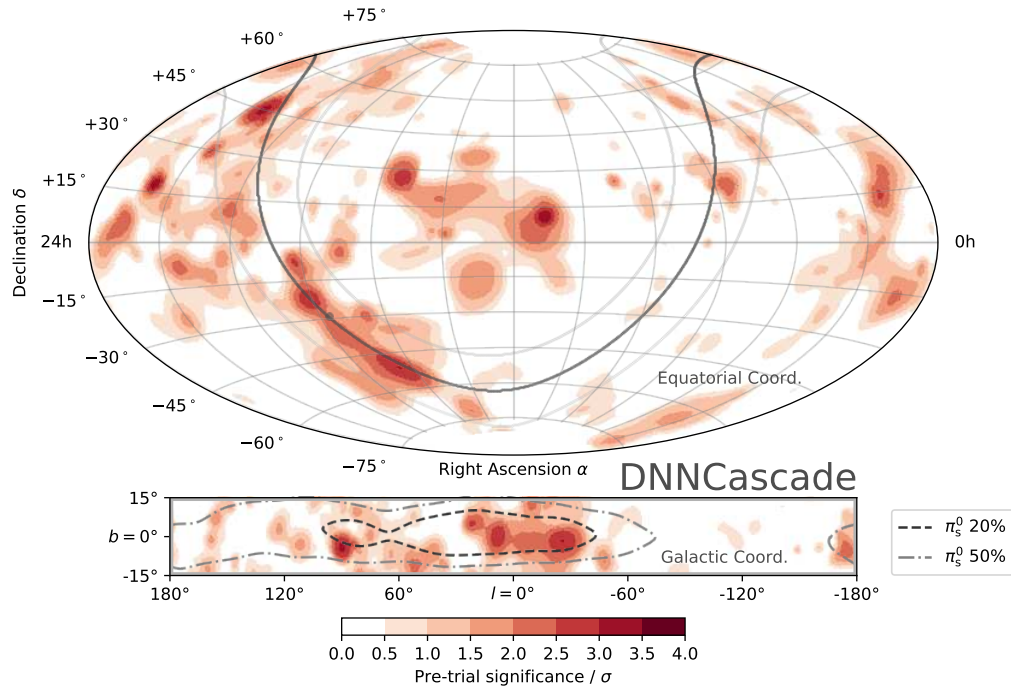 +75°
+60°
+45°
+30°
+15°
24h
0h
−15°
−30°
−45°
−60°
−75°
Declination δ
Equatorial Coord.
Right Ascension α
DNNCascade
15°
b = 0°
-15°
Galactic Coord.
180° 120° 60° l = 0° -60° -120° -180°
π⁰ₛ 20%
π⁰ₛ 50%
0.0 0.5 1.0 1.5 2.0 2.5 3.0 3.5 4.0
Pre-trial significance / σ